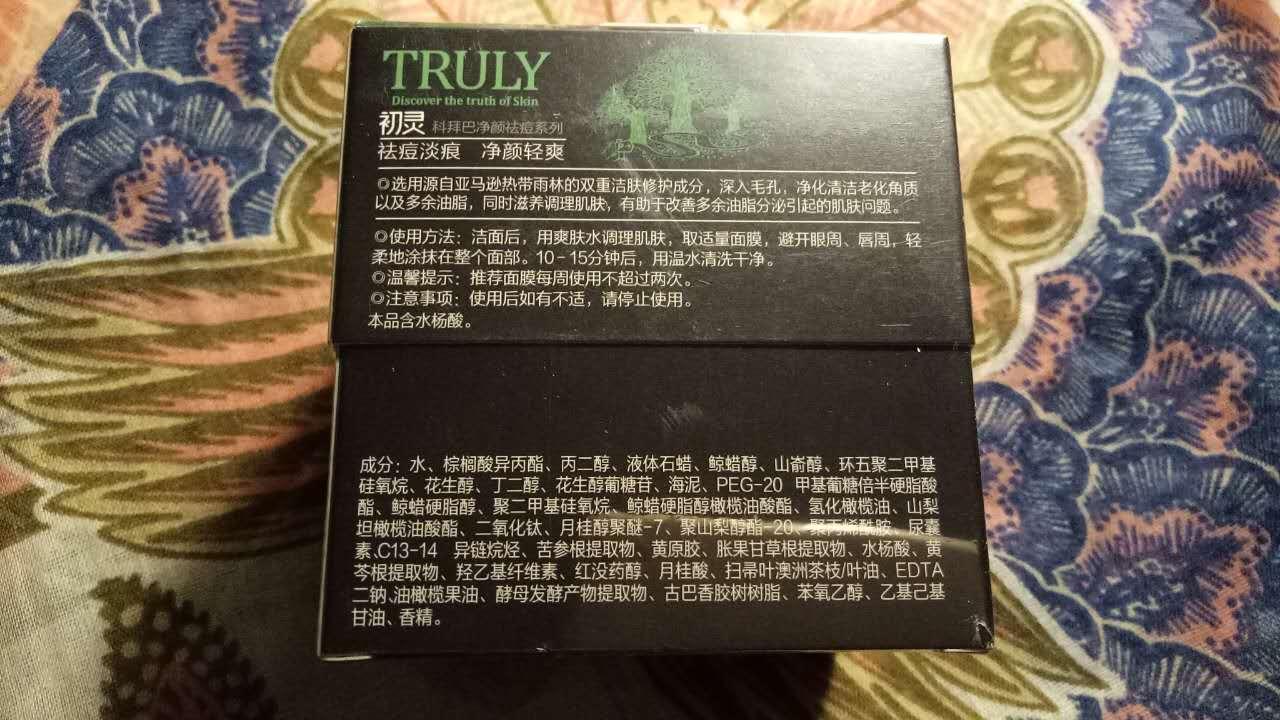 TRULY
Discover the truth of Skin
初灵 科拜巴净颜祛痘系列
祛痘淡痕 净颜轻爽
◎选用源自亚马逊热带雨林的双重洁肤修护成分，深入毛孔，净化清洁老化角质
以及多余油脂，同时滋养调理肌肤，有助于改善多余油脂分泌引起的肌肤问题。
◎使用方法：洁面后，用爽肤水调理肌肤，取适量面膜，避开眼周、唇周，轻
柔地涂抹在整个面部。10-15分钟后，用温水清洗干净。
◎温馨提示：推荐面膜每周使用不超过两次。
◎注意事项：使用后如有不适，请停止使用。
本品含水杨酸。
成分：水、棕榈酸异丙酯、丙二醇、液体石蜡、鲸蜡醇、山嵛醇、环五聚二甲基
硅氧烷、花生醇、丁二醇、花生醇葡糖苷、海泥、PEG-20 甲基葡糖倍半硬脂酸
酯、鲸蜡硬脂醇、聚二甲基硅氧烷、鲸蜡硬脂醇橄榄油酸酯、氢化橄榄油、山梨
坦橄榄油酸酯、二氧化钛、月桂醇聚醚-7、聚山梨醇酯-20、聚丙烯酰胺、尿囊
素、C13-14 异链烷烃、苦参根提取物、黄原胶、胀果甘草根提取物、水杨酸、黄
芩根提取物、羟乙基纤维素、红没药醇、月桂酸、扫帚叶澳洲茶枝/叶油、EDTA
二钠、油橄榄果油、酵母发酵产物提取物、古巴香胶树树脂、苯氧乙醇、乙基己基
甘油、香精。